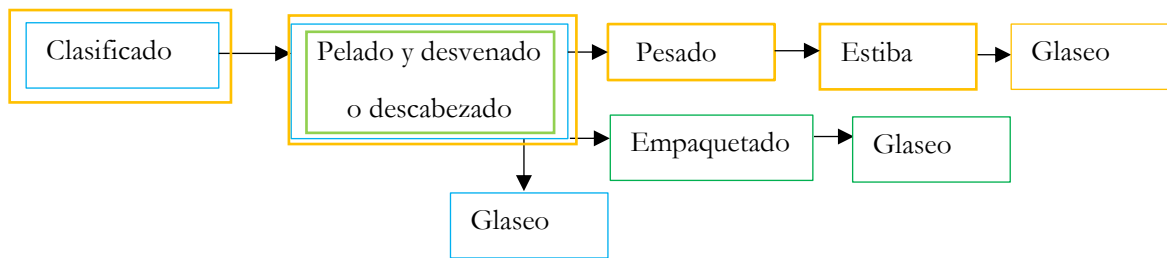 Clasificado
Pelado y desvenado
o descabezado
Pesado
Estiba
Glaseo
Empaquetado
Glaseo
Glaseo